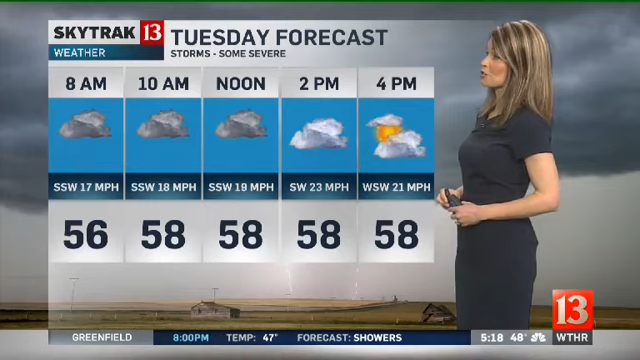 SKYTRAK 13
WEATHER
TUESDAY FORECAST
STORMS - SOME SEVERE
8 AM 10 AM NOON 2 PM 4 PM
SSW 17 MPH SSW 18 MPH SSW 19 MPH SW 23 MPH WSW 21 MPH
56 58 58 58 58
13
GREENFIELD 8:00PM TEMP: 47° FORECAST: SHOWERS 5:18 48° WTHR